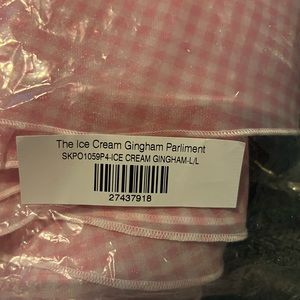 The Ice Cream Gingham Parliment
SKPO1059P4-ICE CREAM GINGHAM-L/L
27437918